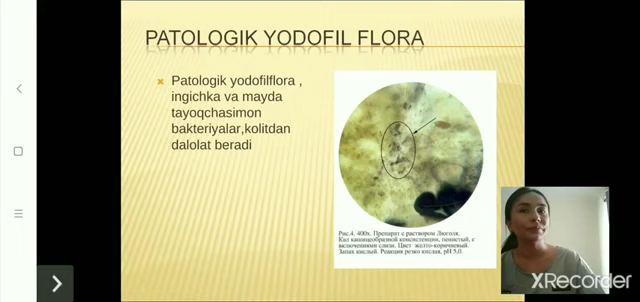 PATOLOGIK YODOFIL FLORA
Patologik yodofilflora ,
ingichka va mayda
tayoqchasimon
bakteriyalar,kolitdan
dalolat beradi
Рис.4. 400х. Препарат с раствором Люголя.
Кал кашицеобразной консистенции, пенистый, с
включениями слизи. Цвет желто-коричневый.
Запах кислый. Реакция резко кислая, pH 5,0.
XRecorder